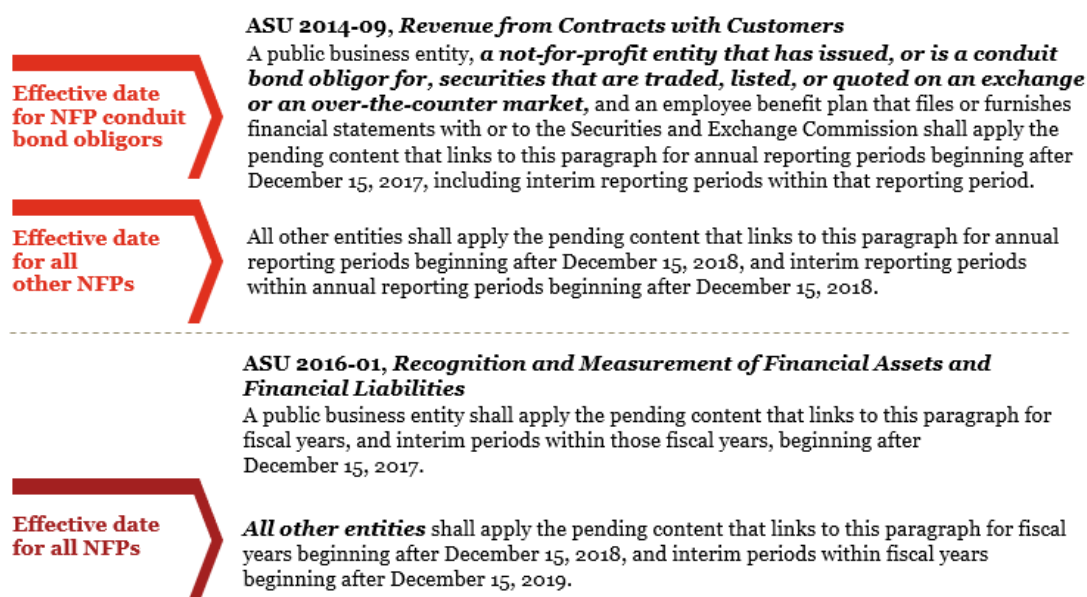 ASU 2014-09, Revenue from Contracts with Customers
A public business entity, a not-for-profit entity that has issued, or is a conduit
bond obligor for, securities that are traded, listed, or quoted on an exchange
or an over-the-counter market, and an employee benefit plan that files or furnishes
financial statements with or to the Securities and Exchange Commission shall apply the
pending content that links to this paragraph for annual reporting periods beginning after
December 15, 2017, including interim reporting periods within that reporting period.
Effective date
for NFP conduit
bond obligors
All other entities shall apply the pending content that links to this paragraph for annual
reporting periods beginning after December 15, 2018, and interim reporting periods
within annual reporting periods beginning after December 15, 2018.
Effective date
for all
other NFPs
ASU 2016-01, Recognition and Measurement of Financial Assets and
Financial Liabilities
A public business entity shall apply the pending content that links to this paragraph for
fiscal years, and interim periods within those fiscal years, beginning after
December 15, 2017.
Effective date
for all NFPs
All other entities shall apply the pending content that links to this paragraph for fiscal
years beginning after December 15, 2018, and interim periods within fiscal years
beginning after December 15, 2019.